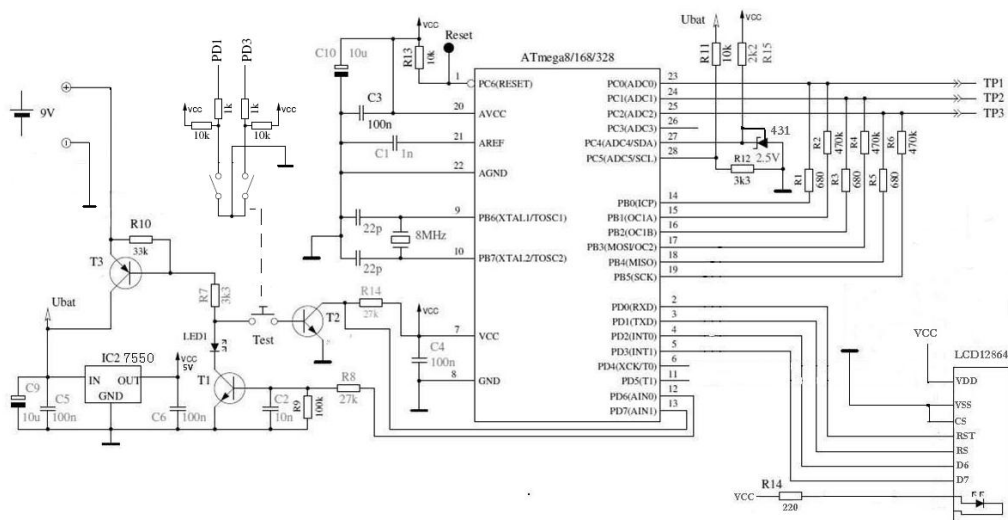 VCC
C10
10u
R13
10k
Reset
ATmega8/168/328
Ubat
VCC
R11
10k
2k2
R15
PD1
PD3
1k
1k
VCC
VCC
10k
10k
9V
C3
100n
C1
1n
1
PC6(RESET)
20
AVCC
21
AREF
22
AGND
9
PB6(XTAL1/TOSC1)
22p
8MHz
10
PB7(XTAL2/TOSC2)
22p
PC0(ADC0)
23
PC1(ADC1)
24
PC2(ADC2)
25
PC3(ADC3)
26
PC4(ADC4/SDA)
27
PC5(ADC5/SCL)
28
TP1
TP2
TP3
431
2.5V
R12
3k3
R2
470k
R4
470k
R6
470k
R1
680
R3
680
R5
680
PB0(ICP)
14
PB1(OC1A)
15
PB2(OC1B)
16
PB3(MOSI/OC2)
17
PB4(MISO)
18
PB5(SCK)
19
R10
33k
T3
R7
3k3
Ubat
LED1
Test
T2
R14
27k
VCC
7
VCC
C4
100n
8
GND
PD0(RXD)
2
PD1(TXD)
3
PD2(INT0)
4
PD3(INT1)
5
PD4(XCK/T0)
6
PD5(T1)
11
PD6(AIN0)
12
PD7(AIN1)
13
IC2 7550
VCC
5V
IN
OUT
GND
C9
10u
C5
100n
C6
100n
T1
C2
10n
R9
100k
R8
27k
VCC
LCD12864
VDD
VSS
CS
RST
RS
D6
D7
R14
VCC
220